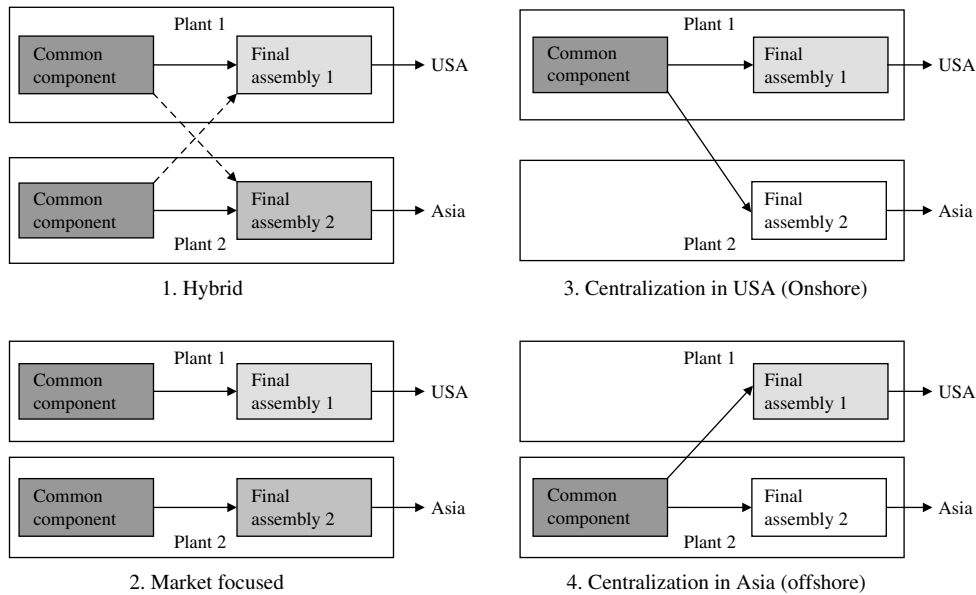 Plant 1
Common
component
Final
assembly 1
USA
Common
component
Final
assembly 2
Asia
Plant 2
1. Hybrid
Plant 1
Common
component
Final
assembly 1
USA
Common
component
Final
assembly 2
Asia
Plant 2
2. Market focused
Plant 1
Common
component
Final
assembly 1
USA
Final
assembly 2
Asia
Plant 2
3. Centralization in USA (Onshore)
Plant 1
Final
assembly 1
USA
Common
component
Final
assembly 2
Asia
Plant 2
4. Centralization in Asia (offshore)